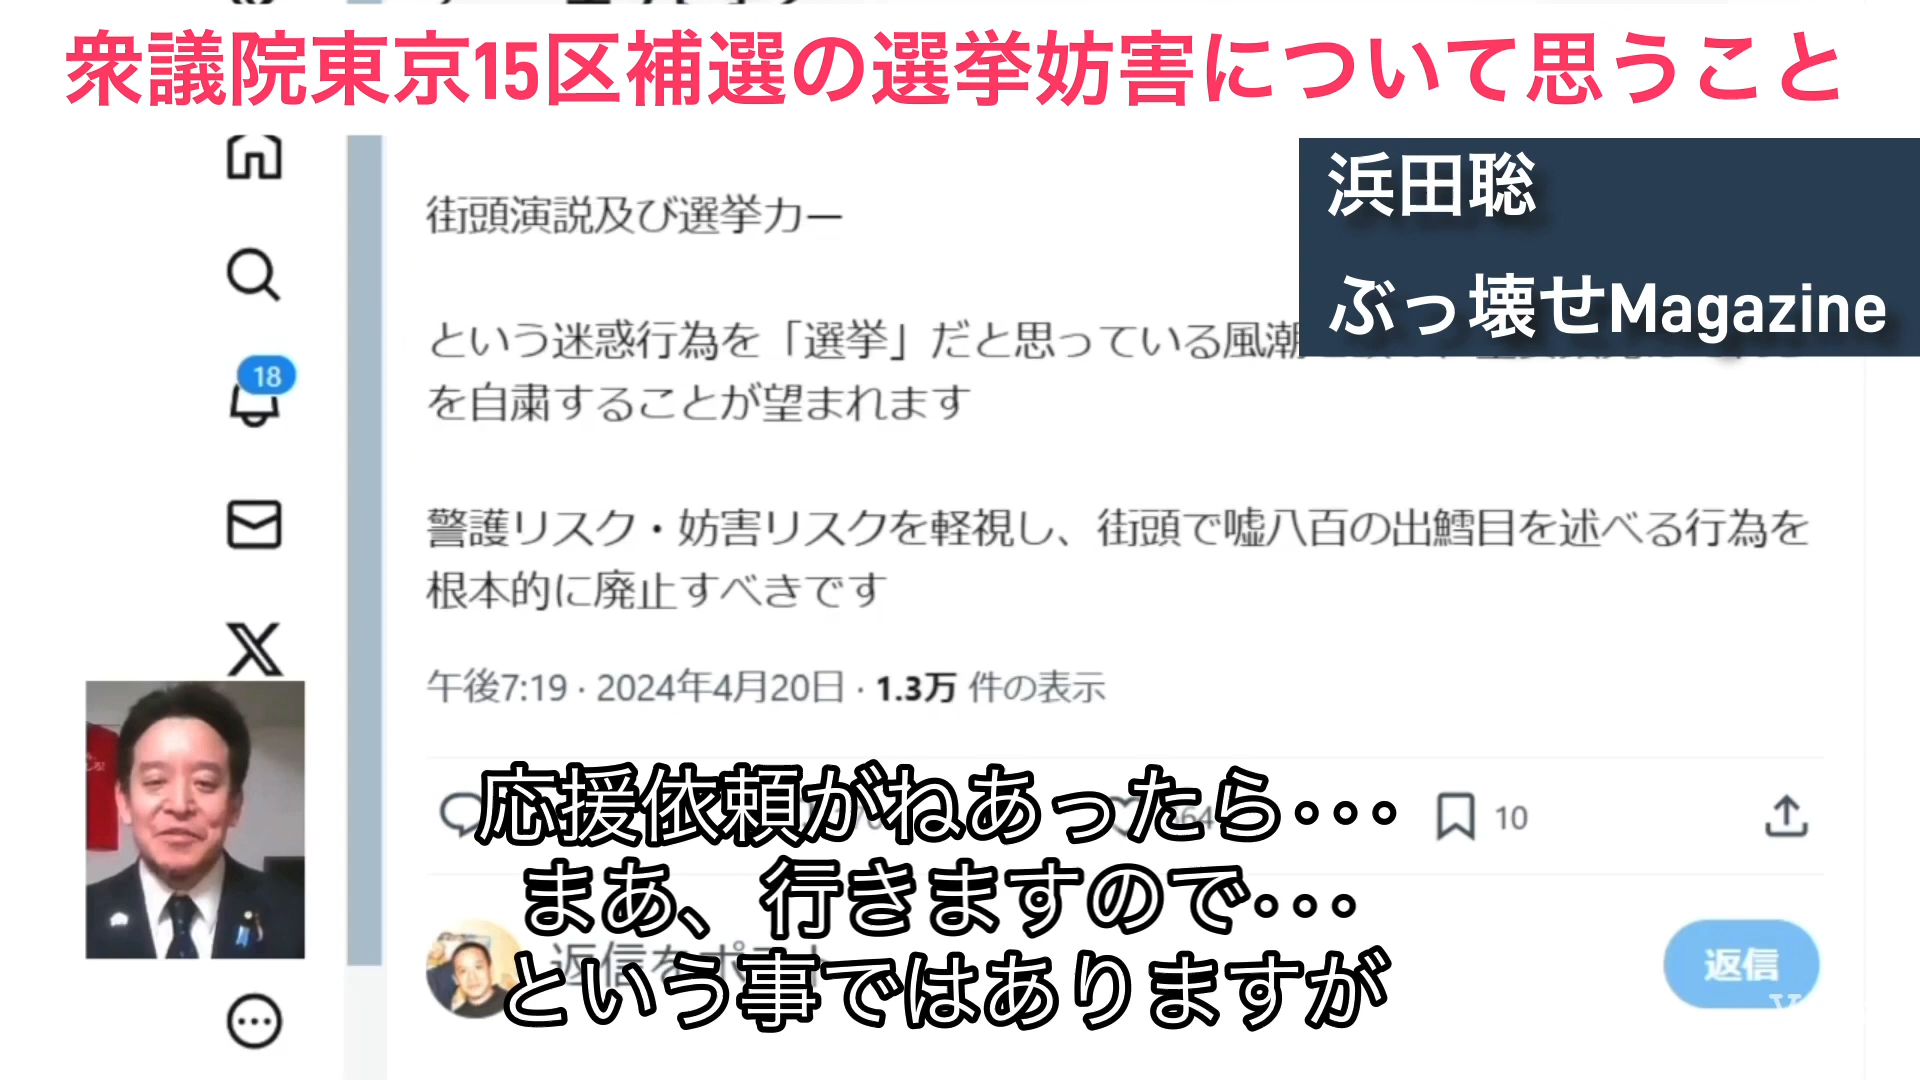 衆議院東京15区補選の選挙妨害について思うこと
浜田聡
ぶっ壊せMagazine
街頭演説及び選挙カー
という迷惑行為を「選挙」だと思っている風潮
を自粛することが望まれます
警護リスク・妨害リスクを軽視し、街頭で嘘八百の出鱈目を述べる行為を
根本的に廃止すべきです
午後7:19 · 2024年4月20日 · 1.3万 件の表示
18
10
応援依頼がねあったら･･･
まあ、行きますので･･･
という事ではありますが
返信